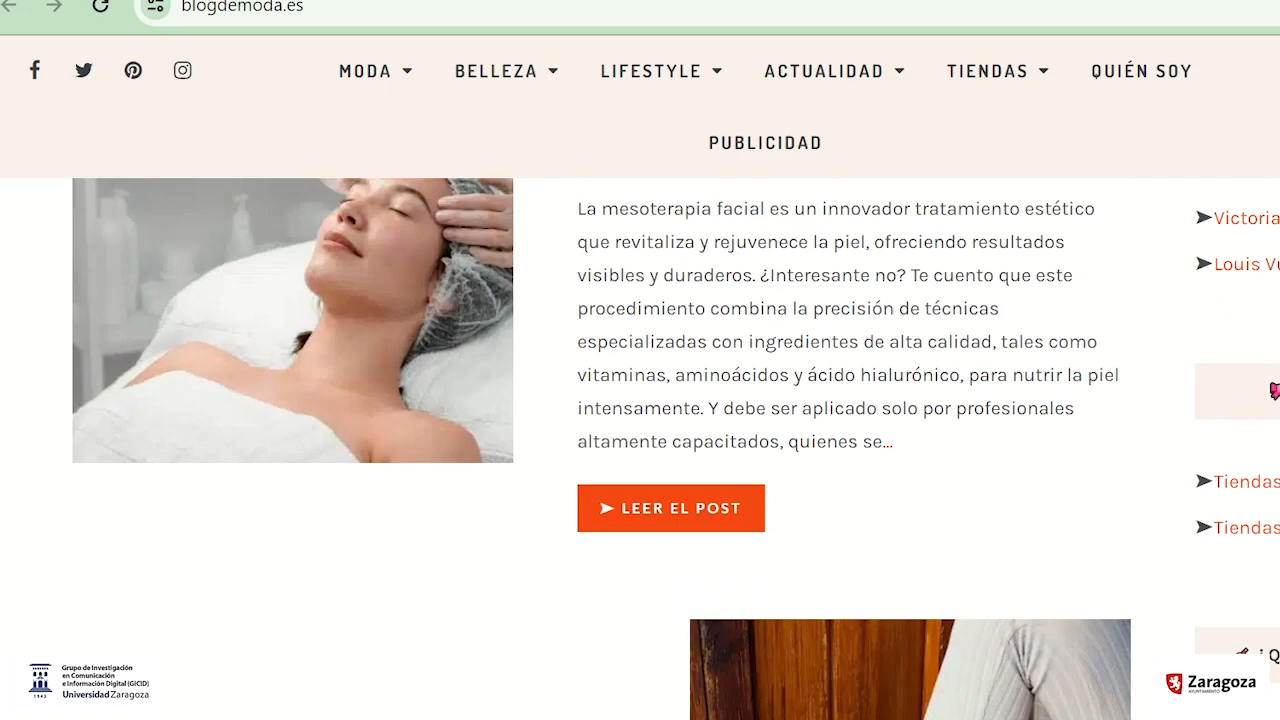 blogdemoda.es
MODA BELLEZA LIFESTYLE ACTUALIDAD TIENDAS QUIÉN SOY
PUBLICIDAD
La mesoterapia facial es un innovador tratamiento estético
que revitaliza y rejuvenece la piel, ofreciendo resultados
visibles y duraderos. ¿Interesante no? Te cuento que este
procedimiento combina la precisión de técnicas
especializadas con ingredientes de alta calidad, tales como
vitaminas, aminoácidos y ácido hialurónico, para nutrir la piel
intensamente. Y debe ser aplicado solo por profesionales
altamente capacitados, quienes se...
➤ LEER EL POST
➤Victoria
➤Louis
➤Tiendas
➤Tiendas
Grupo de Investigación
en Comunicación
e Información Digital (GICID)
Universidad Zaragoza
1542
Zaragoza
AYUNTAMIENTO